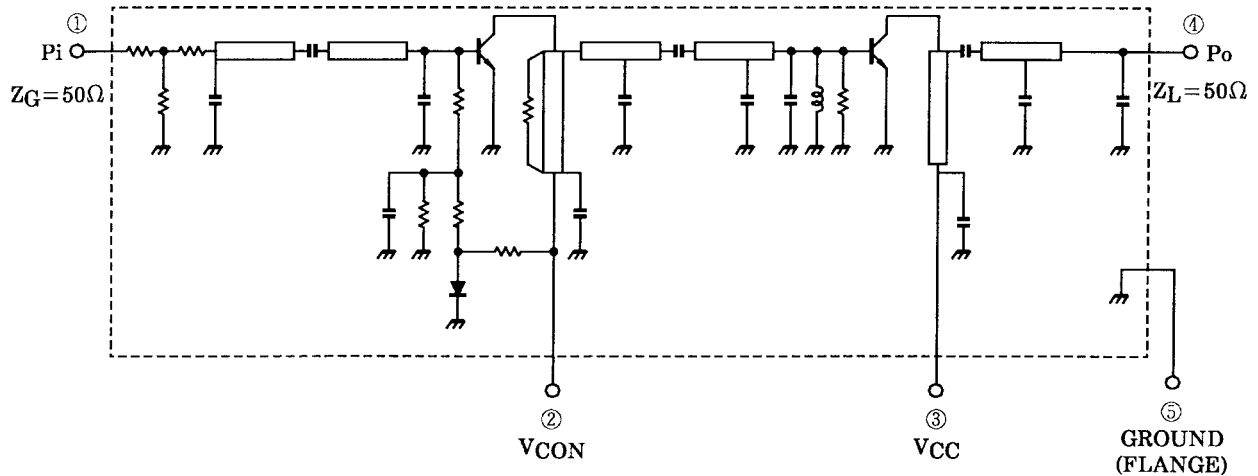 ①
Pi
ZG=50Ω
④
Po
ZL=50Ω
②
VCON
③
VCC
⑤
GROUND
(FLANGE)